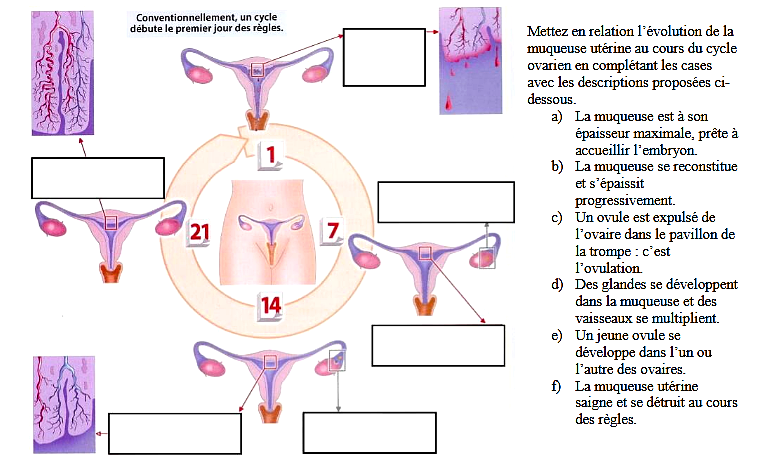 Conventionnellement, un cycle
débute le premier jour des règles.
1
7
14
21
Mettez en relation l’évolution de la
muqueuse utérine au cours du cycle
ovarien en complétant les cases
avec les descriptions proposées ci-
dessous.
a) La muqueuse est à son
épaisseur maximale, prête à
accueillir l’embryon.
b) La muqueuse se reconstitue
et s’épaissit
progressivement.
c) Un ovule est expulsé de
l’ovaire dans le pavillon de
la trompe : c’est
l’ovulation.
d) Des glandes se développent
dans la muqueuse et des
vaisseaux se multiplient.
e) Un jeune ovule se
développe dans l’un ou
l’autre des ovaires.
f) La muqueuse utérine
saigne et se détruit au cours
des règles.